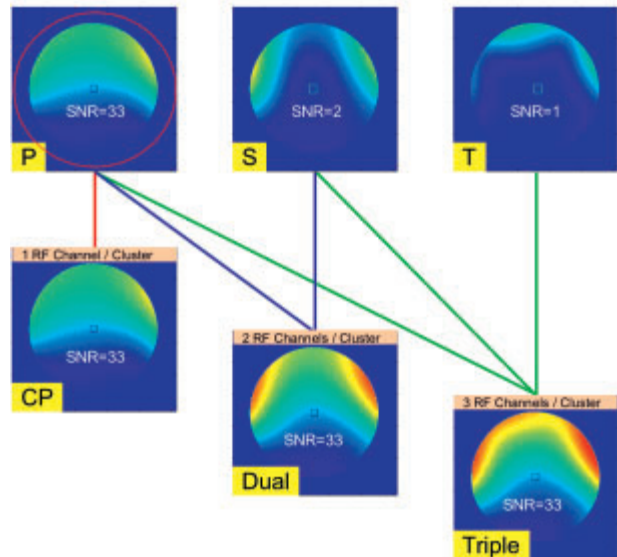 SNR=33
SNR=2
SNR=1
P
S
T
1 RF Channel / Cluster
SNR=33
CP
2 RF Channels / Cluster
SNR=33
Dual
3 RF Channels / Cluster
SNR=33
Triple